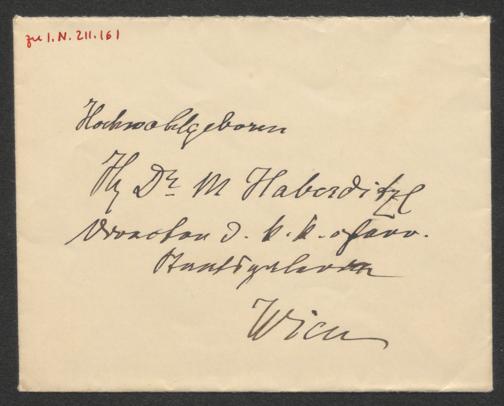 zu I.N. 211.161
Hochwohlgeboren
Hr Dr. M Haberditzl
Director d. k. k. österr.
Staatsgalerie
Wien